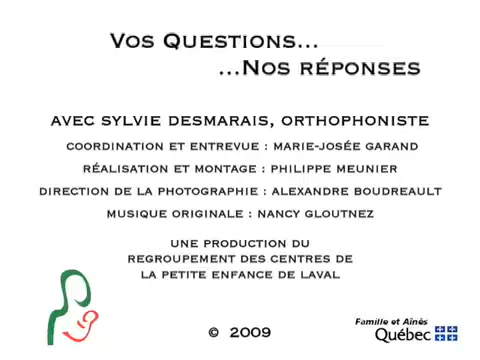 Vos Questions...
...Nos réponses
avec Sylvie Desmarais, orthophoniste
coordination et entrevue : Marie-Josée Garand
réalisation et montage : Philippe Meunier
direction de la photographie : Alexandre Boudreault
musique originale : Nancy Gloutnez
une production du
regroupement des centres de
la petite enfance de Laval
© 2009
Famille et Aînés
Québec